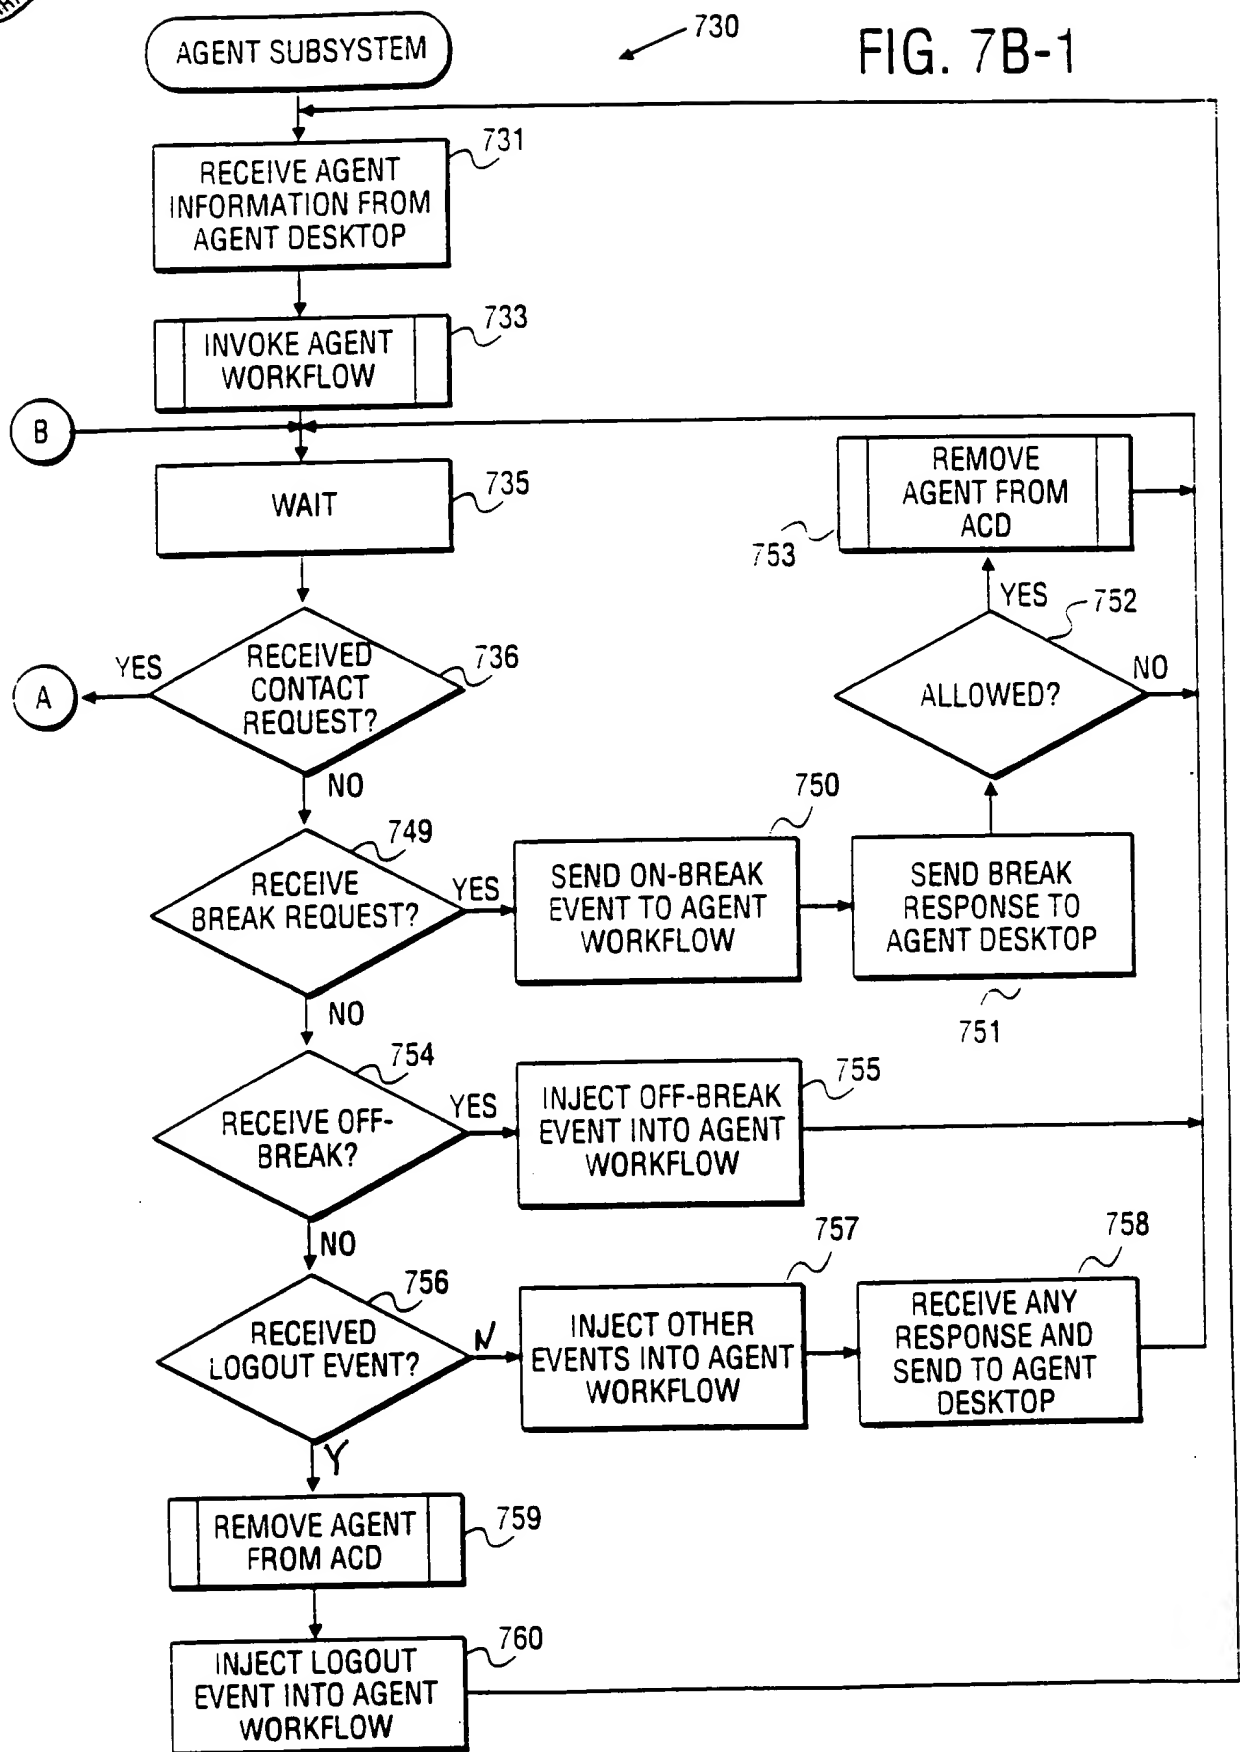 AGENT SUBSYSTEM
730
FIG. 7B-1
731
RECEIVE AGENT
INFORMATION FROM
AGENT DESKTOP
733
INVOKE AGENT
WORKFLOW
B
WAIT
735
REMOVE
AGENT FROM
ACD
753
YES
752
ALLOWED?
NO
YES
A
RECEIVED
CONTACT
REQUEST?
736
NO
749
RECEIVE
BREAK REQUEST?
YES
750
SEND ON-BREAK
EVENT TO AGENT
WORKFLOW
SEND BREAK
RESPONSE TO
AGENT DESKTOP
751
NO
754
RECEIVE OFF-
BREAK?
YES
755
INJECT OFF-BREAK
EVENT INTO AGENT
WORKFLOW
NO
756
RECEIVED
LOGOUT EVENT?
N
757
INJECT OTHER
EVENTS INTO AGENT
WORKFLOW
758
RECEIVE ANY
RESPONSE AND
SEND TO AGENT
DESKTOP
Y
REMOVE AGENT
FROM ACD
759
INJECT LOGOUT
EVENT INTO AGENT
WORKFLOW
760